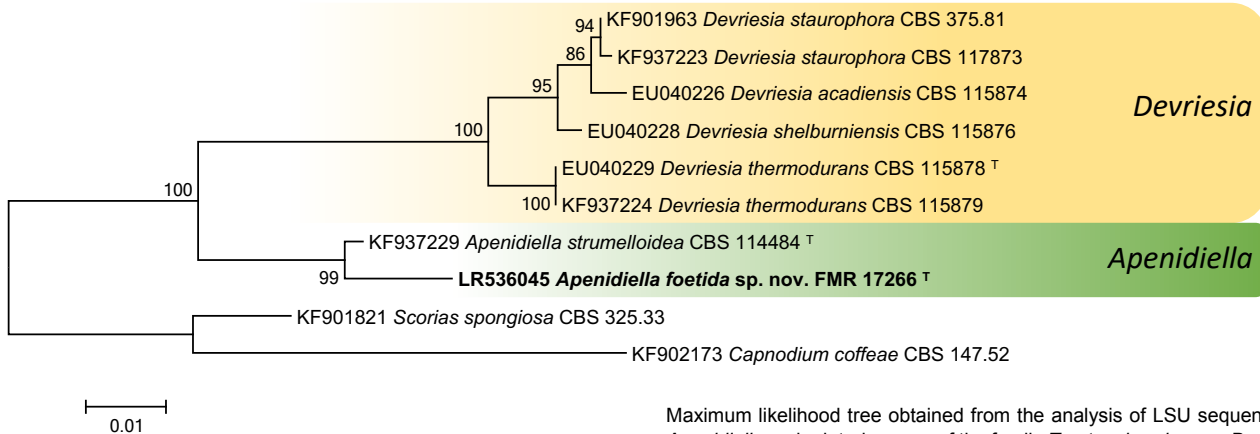 94 KF901963 Devriesia staurophora CBS 375.81
KF937223 Devriesia staurophora CBS 117873
86
EU040226 Devriesia acadiensis CBS 115874
Devriesia
95
EU040228 Devriesia shelburniensis CBS 115876
100
EU040229 Devriesia thermodurans CBS 115878 T
100 KF937224 Devriesia thermodurans CBS 115879
100
KF937229 Apenidiella strumelloidea CBS 114484 T
Apenidiella
99
LR536045 Apenidiella foetida sp. nov. FMR 17266 T
KF901821 Scorias spongiosa CBS 325.33
KF902173 Capnodium coffeae CBS 147.52
0.01
Maximum likelihood tree obtained from the analysis of LSU sequen